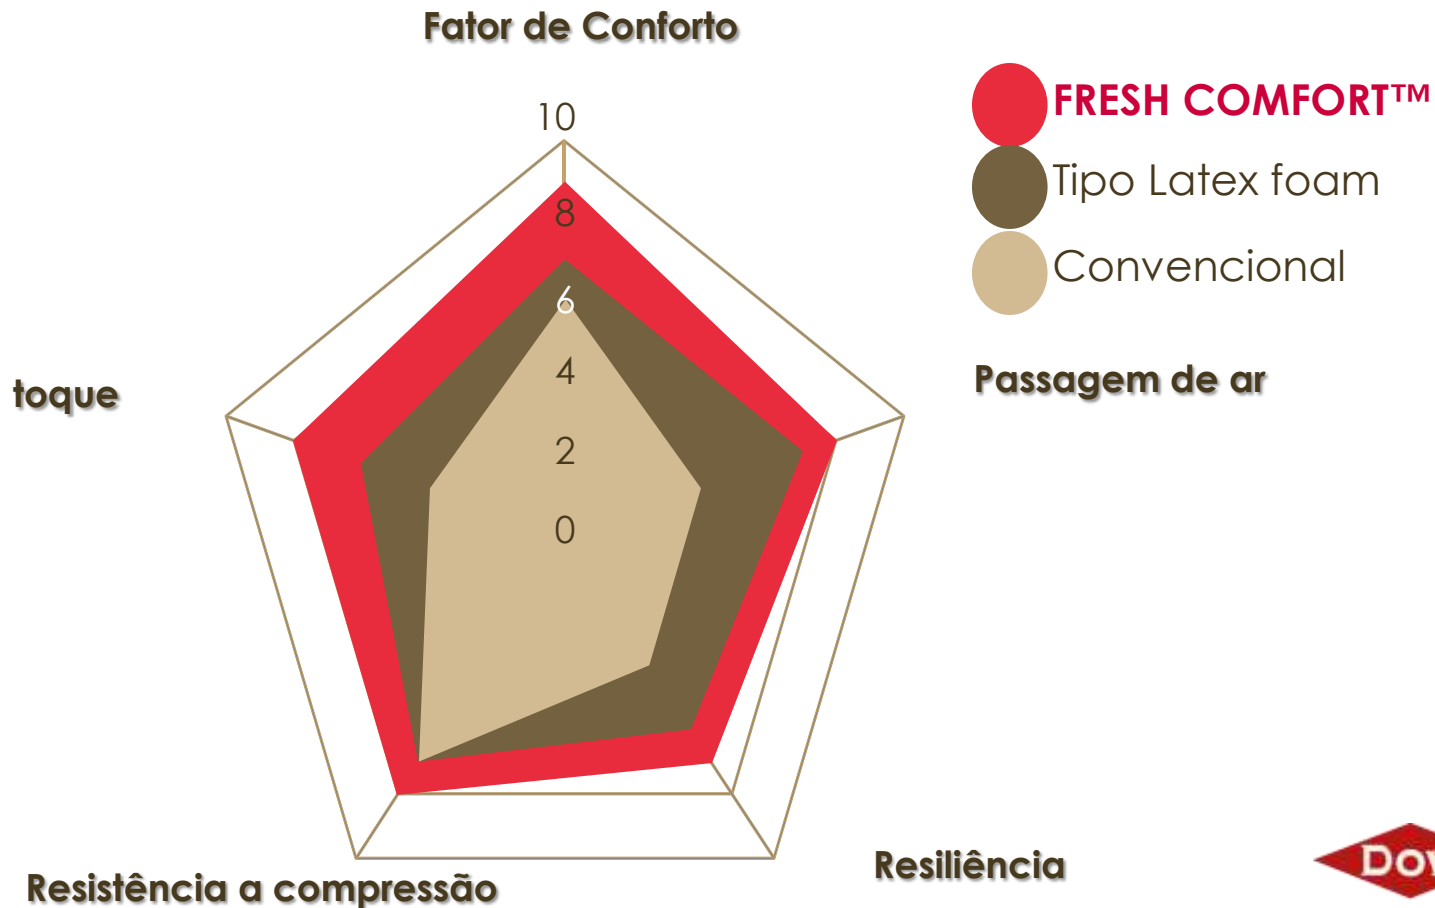 Fator de Conforto
FRESH COMFORT™
Tipo Latex foam
Convencional
10
8
6
4
2
0
Passagem de ar
toque
Resiliência
Resistência a compressão